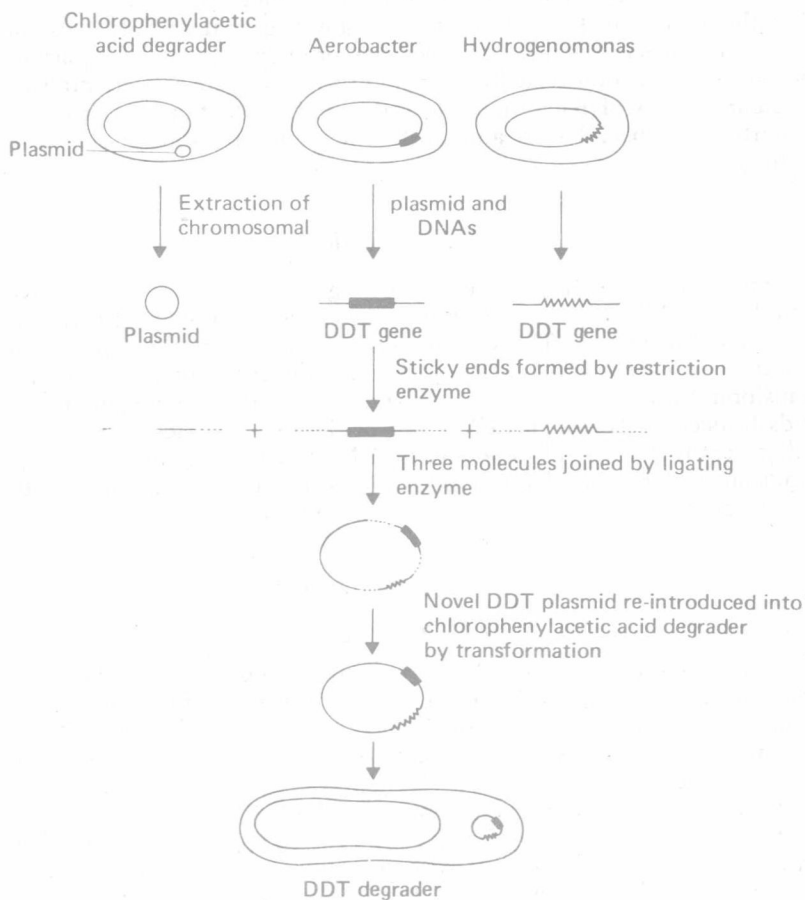 Chlorophenylacetic
acid degrader
Aerobacter
Hydrogenomonas
Plasmid
Extraction of
chromosomal
plasmid and
DNAs
Plasmid
DDT gene
DDT gene
Sticky ends formed by restriction
enzyme
+
+
Three molecules joined by ligating
enzyme
Novel DDT plasmid re-introduced into
chlorophenylacetic acid degrader
by transformation
DDT degrader